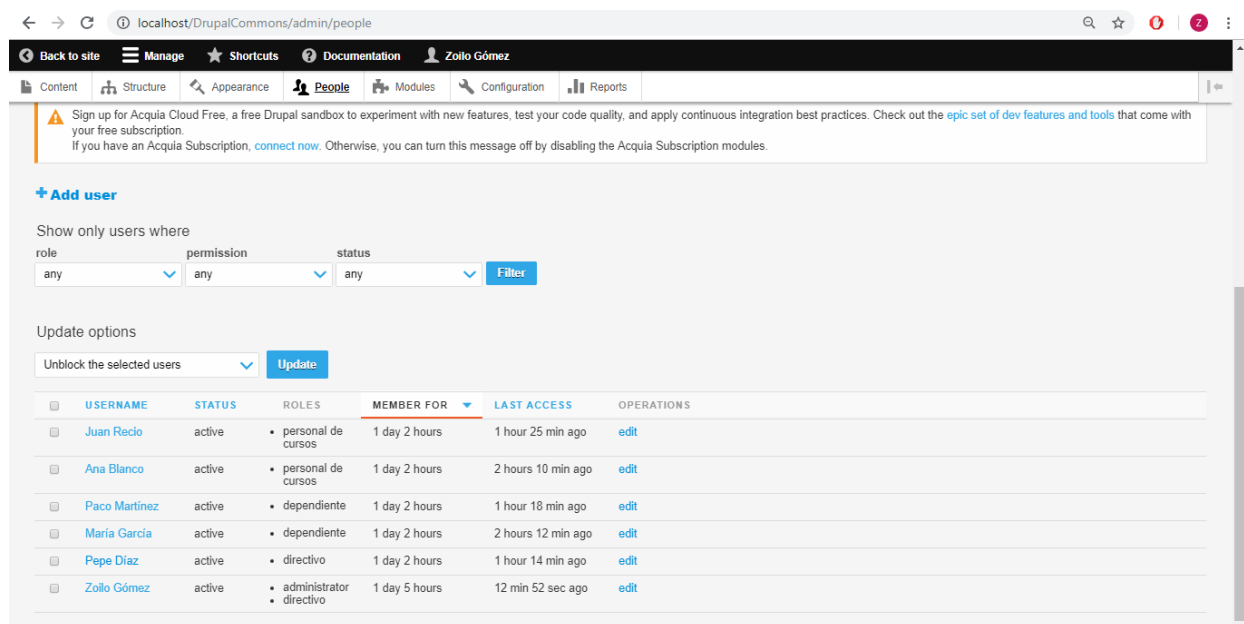 localhost/DrupalCommons/admin/people
Z
Back to site Manage Shortcuts Documentation Zoilo Gómez
Content Structure Appearance People Modules Configuration Reports
Sign up for Acquia Cloud Free, a free Drupal sandbox to experiment with new features, test your code quality, and apply continuous integration best practices. Check out the epic set of dev features and tools that come with
your free subscription.
If you have an Acquia Subscription, connect now. Otherwise, you can turn this message off by disabling the Acquia Subscription modules.
Add user
Show only users where
role permission status
any any any Filter
Update options
Unblock the selected users Update
USERNAME STATUS ROLES MEMBER FOR LAST ACCESS OPERATIONS
Juan Recio active • personal de 1 day 2 hours 1 hour 25 min ago edit
cursos
Ana Blanco active • personal de 1 day 2 hours 2 hours 10 min ago edit
cursos
Paco Martínez active • dependiente 1 day 2 hours 1 hour 18 min ago edit
María García active • dependiente 1 day 2 hours 2 hours 12 min ago edit
Pepe Díaz active • directivo 1 day 2 hours 1 hour 14 min ago edit
Zoilo Gómez active • administrator 1 day 5 hours 12 min 52 sec ago edit
• directivo